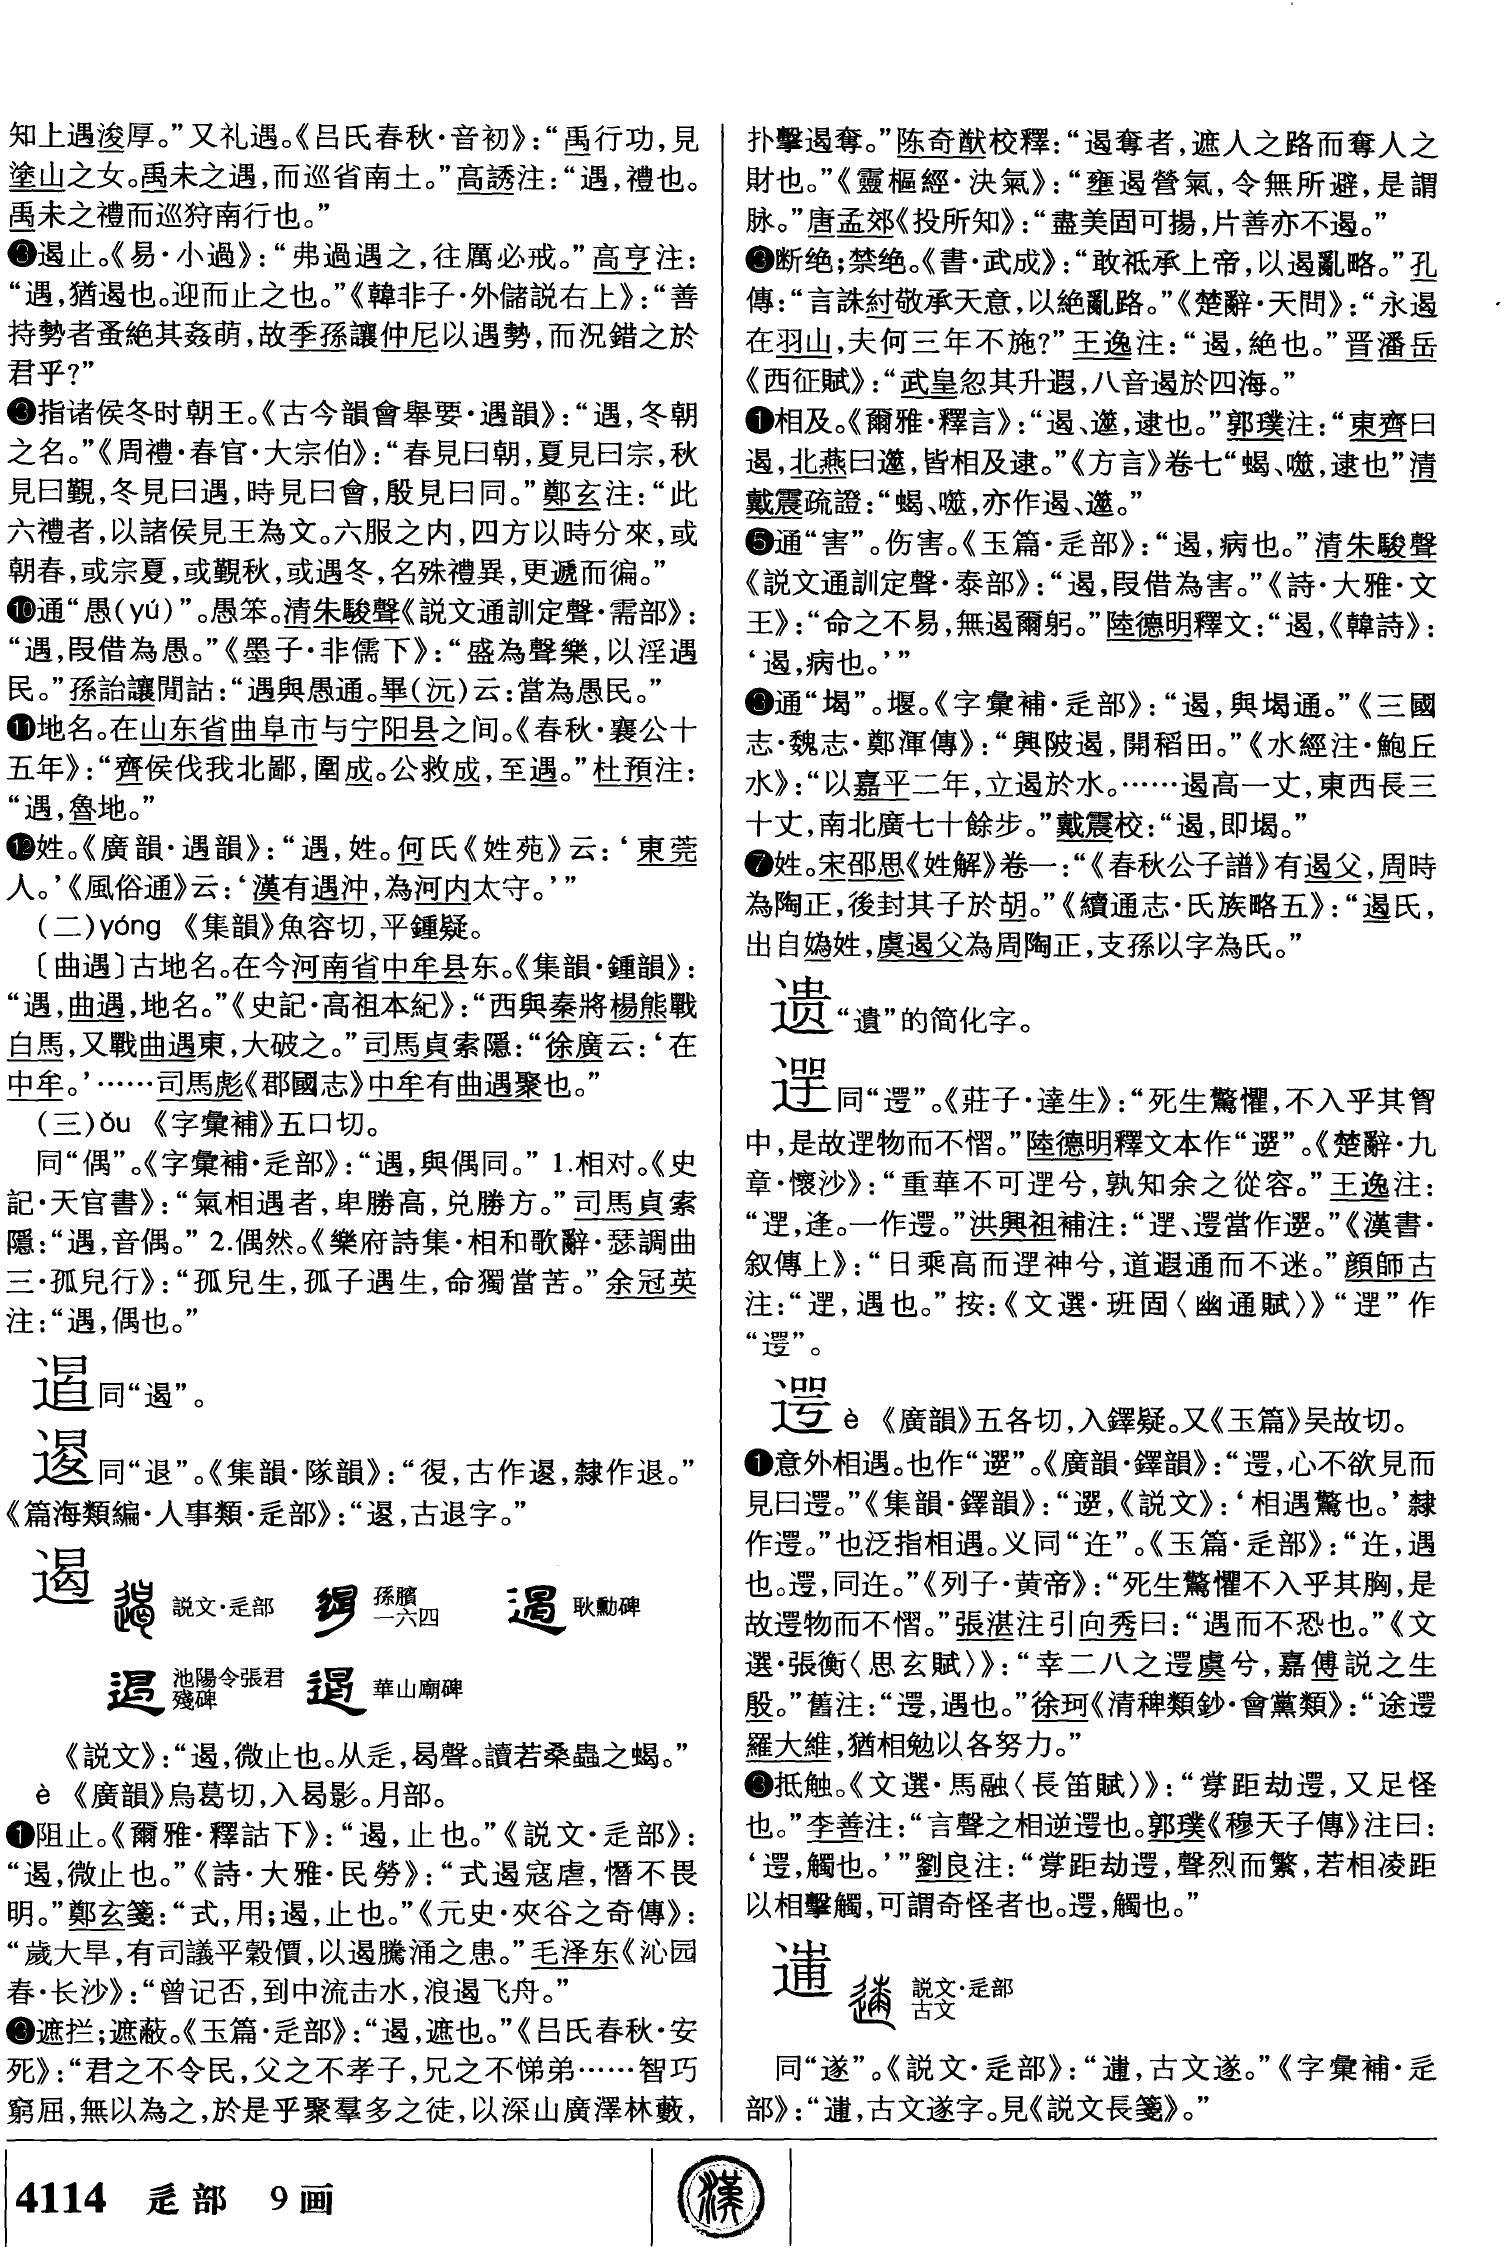 知上遇浚厚。”又礼遇。《吕氏春秋·音初》：“禹行功，見
塗山之女。禹未之遇，而巡省南土。”高誘注：“遇，禮也。
禹未之禮而巡狩南行也。”
❽遏止。《易·小過》：“弗過遇之，往厲必戒。”高亨注：
“遇，猶遏也。迎而止之也。”《韓非子·外儲説右上》：“善
持勢者蚤絶其姦萌，故季孫讓仲尼以遇勢，而況錯之於
君乎？”
❾指诸侯冬时朝王。《古今韻會舉要·遇韻》：“遇，冬朝
之名。”《周禮·春官·大宗伯》：“春見曰朝，夏見曰宗，秋
見曰覲，冬見曰遇，時見曰會，殷見曰同。”鄭玄注：“此
六禮者，以諸侯見王為文。六服之内，四方以時分來，或
朝春，或宗夏，或覲秋，或遇冬，名殊禮異，更遞而徧。”
❿通“愚(yú)”。愚笨。清朱駿聲《説文通訓定聲·需部》：
“遇，叚借為愚。”《墨子·非儒下》：“盛為聲樂，以淫遇
民。”孫詒讓閒詁：“遇與愚通。畢(沅)云：當為愚民。”
⓫地名。在山东省曲阜市与宁阳县之间。《春秋·襄公十
五年》：“齊侯伐我北鄙，圍成。公救成，至遇。”杜預注：
“遇，魯地。”
⓬姓。《廣韻·遇韻》：“遇，姓。何氏《姓苑》云：‘東莞
人。’《風俗通》云：‘漢有遇沖，為河内太守。’”
（二）yóng 《集韻》魚容切，平鍾疑。
〔曲遇〕古地名。在今河南省中牟县东。《集韻·鍾韻》：
“遇，曲遇，地名。”《史記·高祖本紀》：“西與秦將楊熊戰
白馬，又戰曲遇東，大破之。”司馬貞索隱：“徐廣云：‘在
中牟。’……司馬彪《郡國志》中牟有曲遇聚也。”
（三）ǒu 《字彙補》五口切。
同“偶”。《字彙補·辵部》：“遇，與偶同。” 1.相对。《史
記·天官書》：“氣相遇者，卑勝高，兑勝方。”司馬貞索
隱：“遇，音偶。” 2.偶然。《樂府詩集·相和歌辭·瑟調曲
三·孤兒行》：“孤兒生，孤子遇生，命獨當苦。”余冠英
注：“遇，偶也。”
同“遏”。
同“退”。《集韻·隊韻》：“復，古作𨓤，隸作退。”
《篇海類編·人事類·辵部》：“𨓤，古退字。”
遏
説文·辵部
孫臏
一六四
耿勳碑
池陽令張君
殘碑
華山廟碑
《説文》：“遏，微止也。从辵，曷聲。讀若桑蟲之蝎。”
è 《廣韻》烏葛切，入曷影。月部。
❶阻止。《爾雅·釋詁下》：“遏，止也。”《説文·辵部》：
“遏，微止也。”《詩·大雅·民勞》：“式遏寇虐，憯不畏
明。”鄭玄箋：“式，用；遏，止也。”《元史·夾谷之奇傳》：
“歲大旱，有司議平穀價，以遏騰涌之患。”毛泽东《沁园
春·长沙》：“曾记否，到中流击水，浪遏飞舟。”
❷遮拦；遮蔽。《玉篇·辵部》：“遏，遮也。”《吕氏春秋·安
死》：“君之不令民，父之不孝子，兄之不悌弟……智巧
窮屈，無以為之，於是乎聚羣多之徒，以深山廣澤林藪，
扑擊遏奪。”陈奇猷校釋：“遏奪者，遮人之路而奪人之
財也。”《靈樞經·決氣》：“壅遏營氣，令無所避，是謂
脉。”唐孟郊《投所知》：“盡美固可揚，片善亦不遏。”
❸断绝；禁绝。《書·武成》：“敢祗承上帝，以遏亂略。”孔
傳：“言誅紂敬承天意，以絶亂路。”《楚辭·天問》：“永遏
在羽山，夫何三年不施？”王逸注：“遏，絶也。”晋潘岳
《西征賦》：“武皇忽其升遐，八音遏於四海。”
❹相及。《爾雅·釋言》：“遏、遾，逮也。”郭璞注：“東齊曰
遏，北燕曰遾，皆相及逮。”《方言》卷七“蝎、噬，逮也”清
戴震疏證：“蝎、噬，亦作遏、遾。”
❺通“害”。伤害。《玉篇·辵部》：“遏，病也。”清朱駿聲
《説文通訓定聲·泰部》：“遏，叚借為害。”《詩·大雅·文
王》：“命之不易，無遏爾躬。”陸德明釋文：“遏，《韓詩》：
‘遏，病也。’”
❻通“堨”。堰。《字彙補·辵部》：“遏，與堨通。”《三國
志·魏志·鄭渾傳》：“興陂遏，開稻田。”《水經注·鮑丘
水》：“以嘉平二年，立遏於水。……遏高一丈，東西長三
十丈，南北廣七十餘步。”戴震校：“遏，即堨。”
❼姓。宋邵思《姓解》卷一：“《春秋公子譜》有遏父，周時
為陶正，後封其子於胡。”《續通志·氏族略五》：“遏氏，
出自媯姓，虞遏父為周陶正，支孫以字為氏。”
遗“遺”的简化字。
遻同“遌”。《莊子·達生》：“死生驚懼，不入乎其胷
中，是故遻物而不慴。”陸德明釋文本作“遻”。《楚辭·九
章·懷沙》：“重華不可遻兮，孰知余之從容。”王逸注：
“遻，逢。一作遌。”洪興祖補注：“遻、遌當作遻。”《漢書·
叙傳上》：“日乘高而遻神兮，道遐通而不迷。”顔師古
注：“遻，遇也。”按：《文選·班固〈幽通賦〉》“遻”作
“遌”。
遌è 《廣韻》五各切，入鐸疑。又《玉篇》吴故切。
❶意外相遇。也作“遻”。《廣韻·鐸韻》：“遌，心不欲見而
見曰遌。”《集韻·鐸韻》：“遻，《説文》：‘相遇驚也。’隸
作遌。”也泛指相遇。义同“迕”。《玉篇·辵部》：“迕，遇
也。遌，同迕。”《列子·黄帝》：“死生驚懼不入乎其胸，是
故遌物而不慴。”張湛注引向秀曰：“遇而不恐也。”《文
選·張衡〈思玄賦〉》：“幸二八之遌虞兮，嘉傅説之生
殷。”舊注：“遌，遇也。”徐珂《清稗類鈔·會黨類》：“途遌
羅大維，猶相勉以各努力。”
❷抵触。《文選·馬融〈長笛賦〉》：“牚距劫遌，又足怪
也。”李善注：“言聲之相逆遌也。郭璞《穆天子傳》注曰：
‘遌，觸也。’”劉良注：“牚距劫遌，聲烈而繁，若相凌距
以相擊觸，可謂奇怪者也。遌，觸也。”
説文·辵部
古文
同“遂”。《説文·辵部》：“𨔶，古文遂。”《字彙補·辵
部》：“𨔶，古文遂字。見《説文長箋》。”
4114 辵部 9画
漢